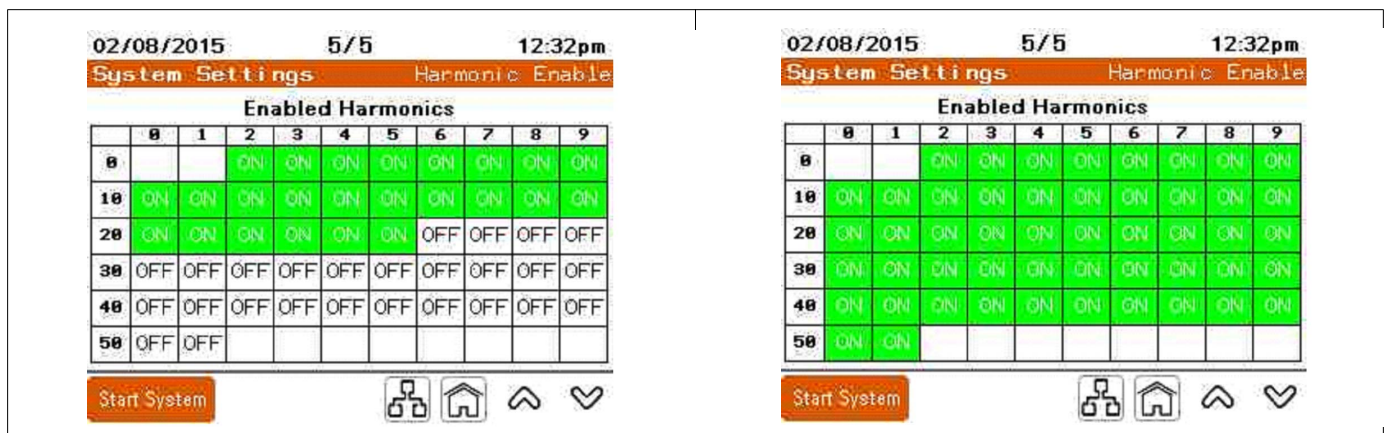 02/08/2015 5/5 12:32pm
System Settings Harmonic Enable
Enabled Harmonics
0 1 2 3 4 5 6 7 8 9
0 ON ON ON ON ON ON ON ON
10 ON ON ON ON ON ON ON ON ON ON
20 ON ON ON ON ON ON OFF OFF OFF OFF
30 OFF OFF OFF OFF OFF OFF OFF OFF OFF OFF
40 OFF OFF OFF OFF OFF OFF OFF OFF OFF OFF
50 OFF OFF
Start System
02/08/2015 5/5 12:32pm
System Settings Harmonic Enable
Enabled Harmonics
0 1 2 3 4 5 6 7 8 9
0 ON ON ON ON ON ON ON ON
10 ON ON ON ON ON ON ON ON ON ON
20 ON ON ON ON ON ON ON ON ON ON
30 ON ON ON ON ON ON ON ON ON ON
40 ON ON ON ON ON ON ON ON ON ON
50 ON ON
Start System